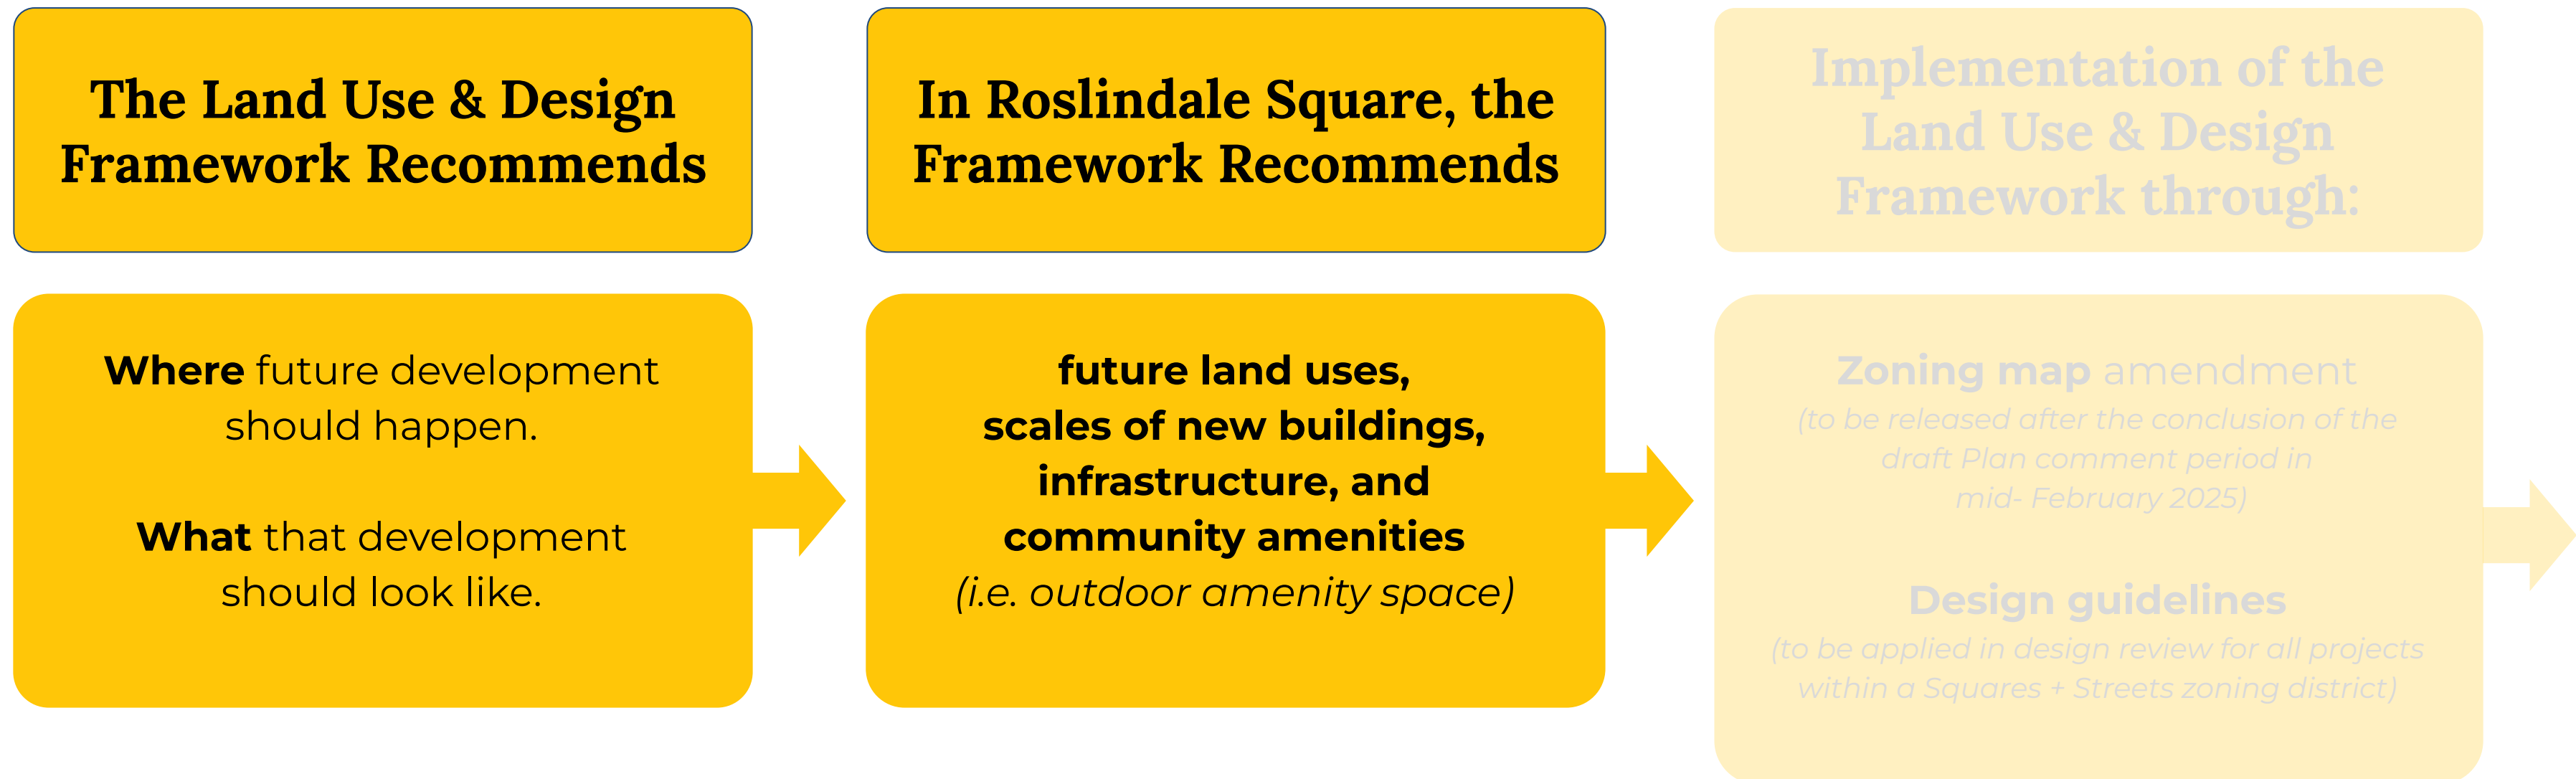 The Land Use & Design
Framework Recommends
Where future development
should happen.
What that development
should look like.
In Roslindale Square, the
Framework Recommends
future land uses,
scales of new buildings,
infrastructure, and
community amenities
(i.e. outdoor amenity space)
Implementation of the
Land Use & Design
Framework through:
Zoning map amendment
(to be released after the conclusion of the
draft Plan comment period in
mid- February 2025)
Design guidelines
(to be applied in design review for all projects
within a Squares + Streets zoning district)